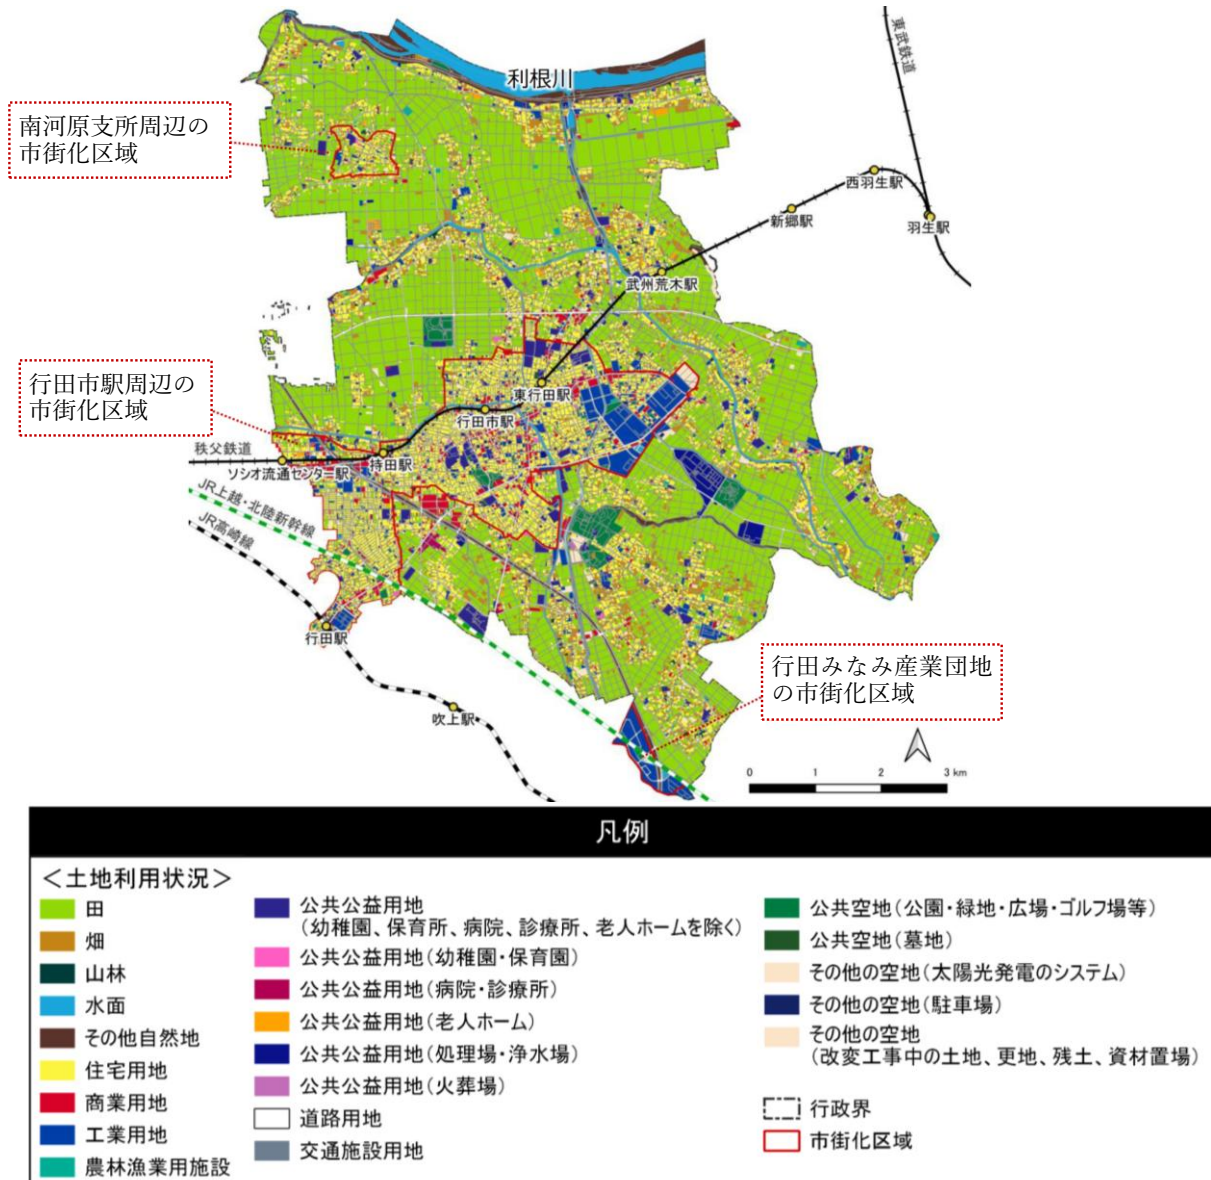 利根川
東武鉄道
南河原支所周辺の
市街化区域
西羽生駅
新郷駅
羽生駅
武州荒木駅
行田市駅周辺の
市街化区域
東行田駅
行田市駅
秩父鉄道
持田駅
ソシオ流通センター駅
JR上越・北陸新幹線
JR高崎線
行田駅
行田みなみ産業団地
の市街化区域
吹上駅
0 1 2 3 km
凡例
＜土地利用状況＞
田
畑
山林
水面
その他自然地
住宅用地
商業用地
工業用地
農林漁業用施設
公共公益用地
(幼稚園、保育所、病院、診療所、老人ホームを除く)
公共公益用地(幼稚園・保育園)
公共公益用地(病院・診療所)
公共公益用地(老人ホーム)
公共公益用地(処理場・浄水場)
公共公益用地(火葬場)
道路用地
交通施設用地
公共空地(公園・緑地・広場・ゴルフ場等)
公共空地(墓地)
その他の空地(太陽光発電のシステム)
その他の空地(駐車場)
その他の空地
(改変工事中の土地、更地、残土、資材置場)
行政界
市街化区域